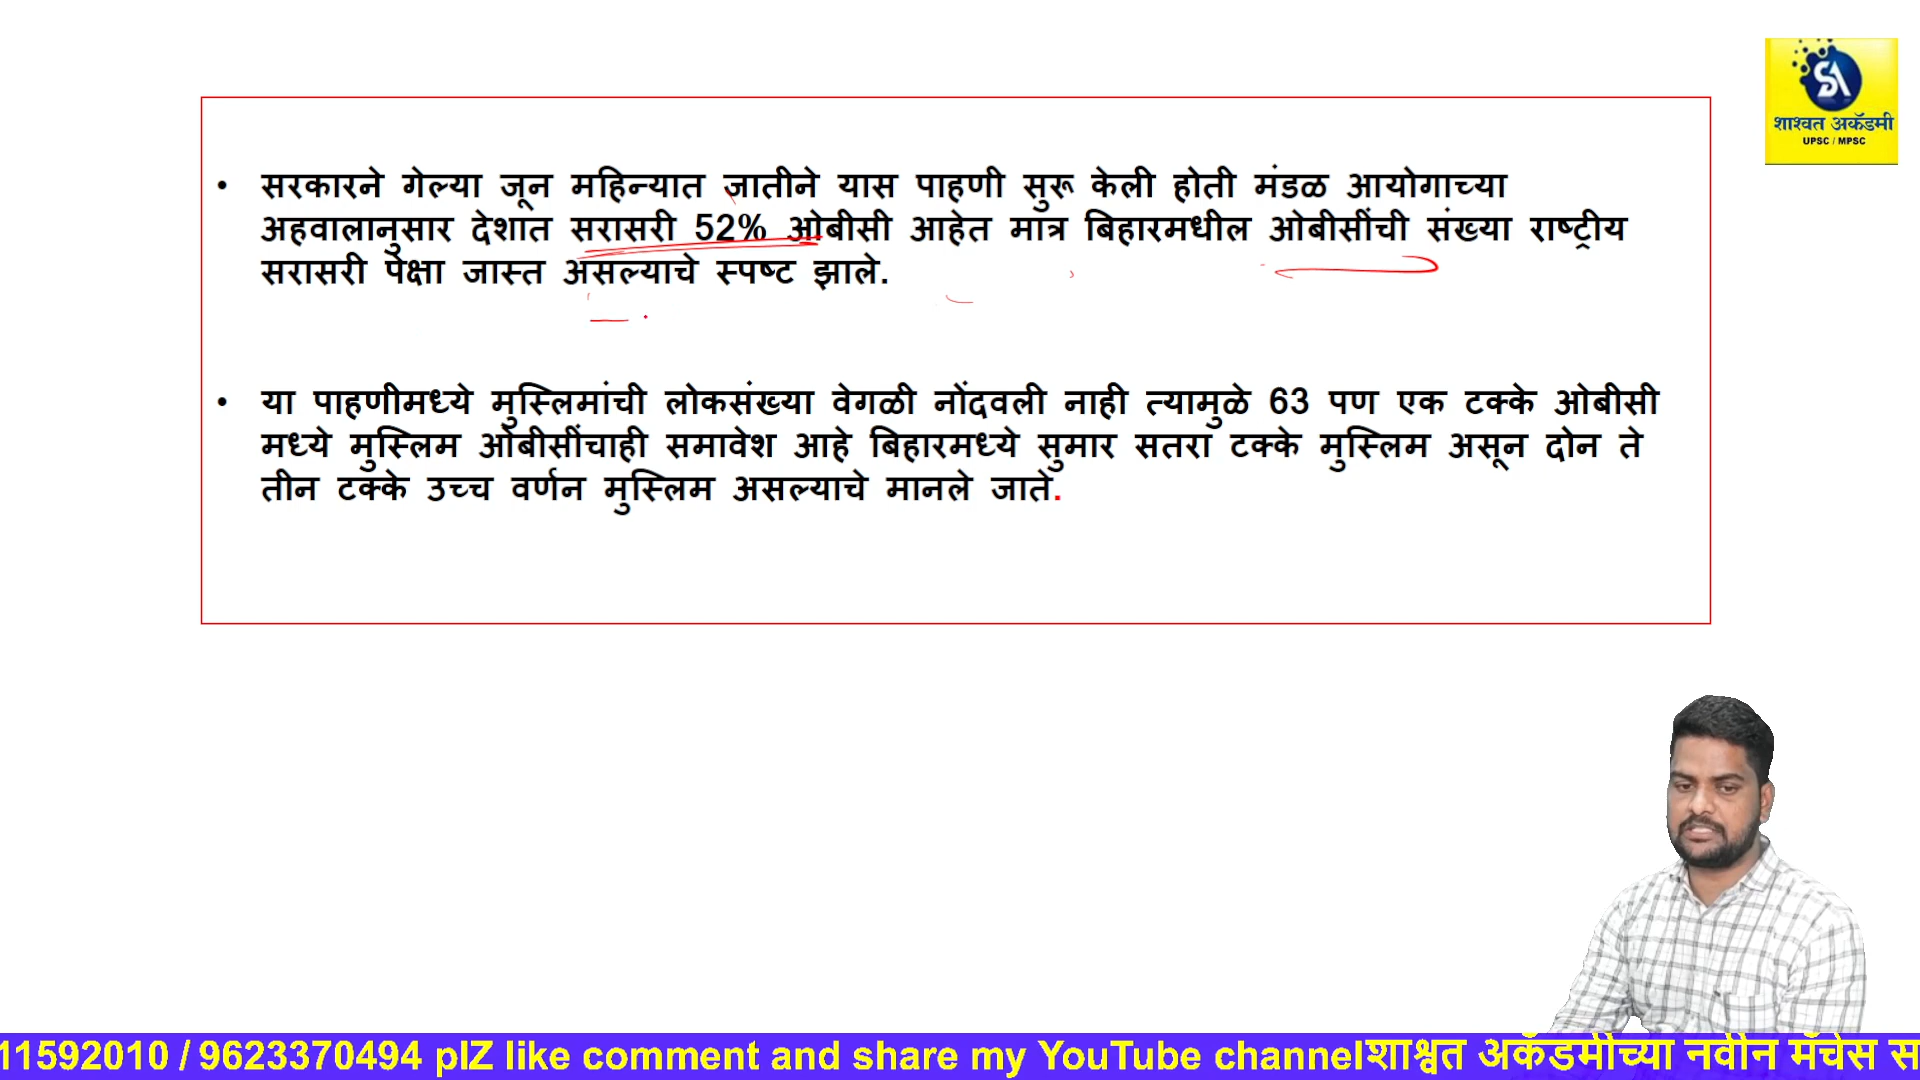 शाश्वत अकॅडमी
UPSC / MPSC
• सरकारने गेल्या जून महिन्यात जातीने यास पाहणी सुरू केली होती मंडळ आयोगाच्या
अहवालानुसार देशात सरासरी 52% ओबीसी आहेत मात्र बिहारमधील ओबीसींची संख्या राष्ट्रीय
सरासरी पेक्षा जास्त असल्याचे स्पष्ट झाले.
• या पाहणीमध्ये मुस्लिमांची लोकसंख्या वेगळी नोंदवली नाही त्यामुळे 63 पण एक टक्के ओबीसी
मध्ये मुस्लिम ओबीसींचाही समावेश आहे बिहारमध्ये सुमार सतरा टक्के मुस्लिम असून दोन ते
तीन टक्के उच्च वर्णन मुस्लिम असल्याचे मानले जाते.
11592010 / 9623370494 plZ like comment and share my YouTube channelशाश्वत अकॅडमीच्या नवीन मॅचेस स